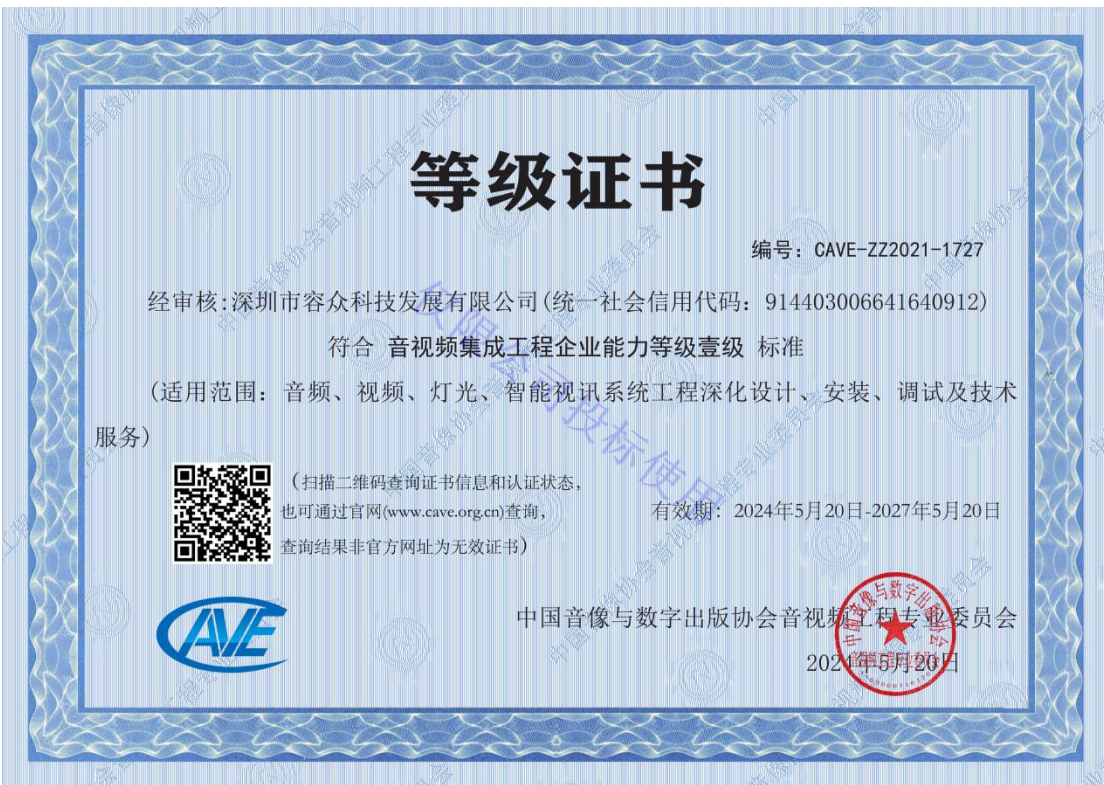 等级证书
编号：CAVE-ZZ2021-1727
经审核:深圳市容众科技发展有限公司(统一社会信用代码：914403006641640912)
符合 音视频集成工程企业能力等级壹级 标准
(适用范围：音频、视频、灯光、智能视讯系统工程深化设计、安装、调试及技术
服务)
(扫描二维码查询证书信息和认证状态，
也可通过官网(www.cave.org.cn)查询，
查询结果非官方网址为无效证书)
有效期：2024年5月20日-2027年5月20日
CAVE
中国音像与数字出版协会音视频工程专业委员会
2024年5月20日
仅限公司投标使用